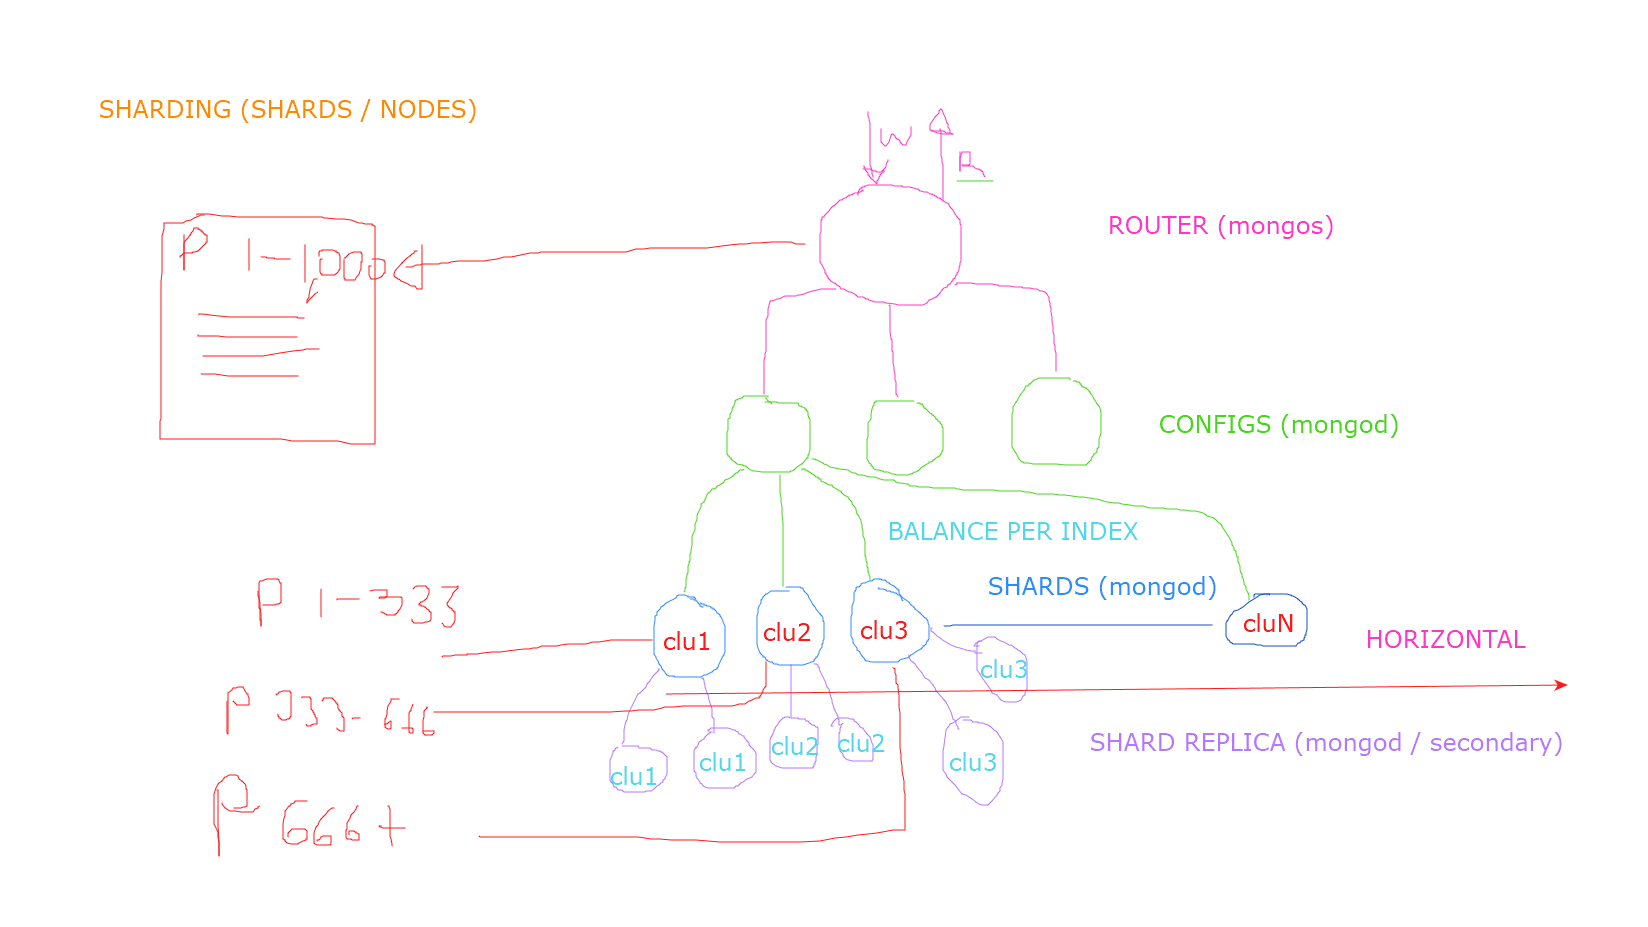 SHARDING (SHARDS / NODES)
W
R
ROUTER (mongos)
P 1-1000
CONFIGS (mongod)
BALANCE PER INDEX
SHARDS (mongod)
P 1-333
clu1
clu2
clu3
cluN
HORIZONTAL
clu3
P 333-666
SHARD REPLICA (mongod / secondary)
clu1
clu1
clu2
clu2
clu3
P 666+